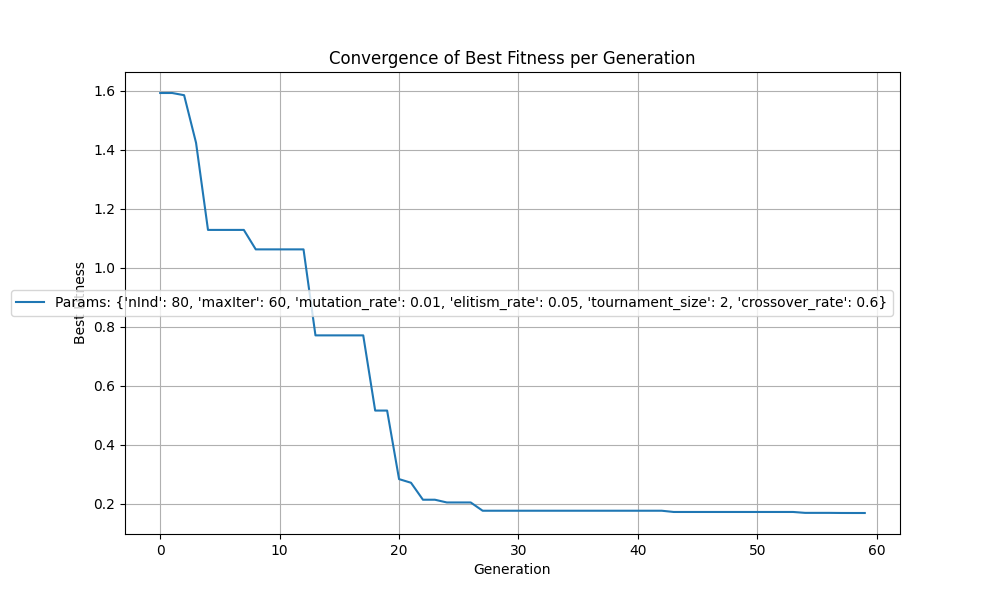 Convergence of Best Fitness per Generation
1.6
1.4
1.2
1.0
0.8
0.6
0.4
0.2
Best
Params: {'nInd': 80, 'maxIter': 60, 'mutation_rate': 0.01, 'elitism_rate': 0.05, 'tournament_size': 2, 'crossover_rate': 0.6}
0 10 20 30 40 50 60
Generation